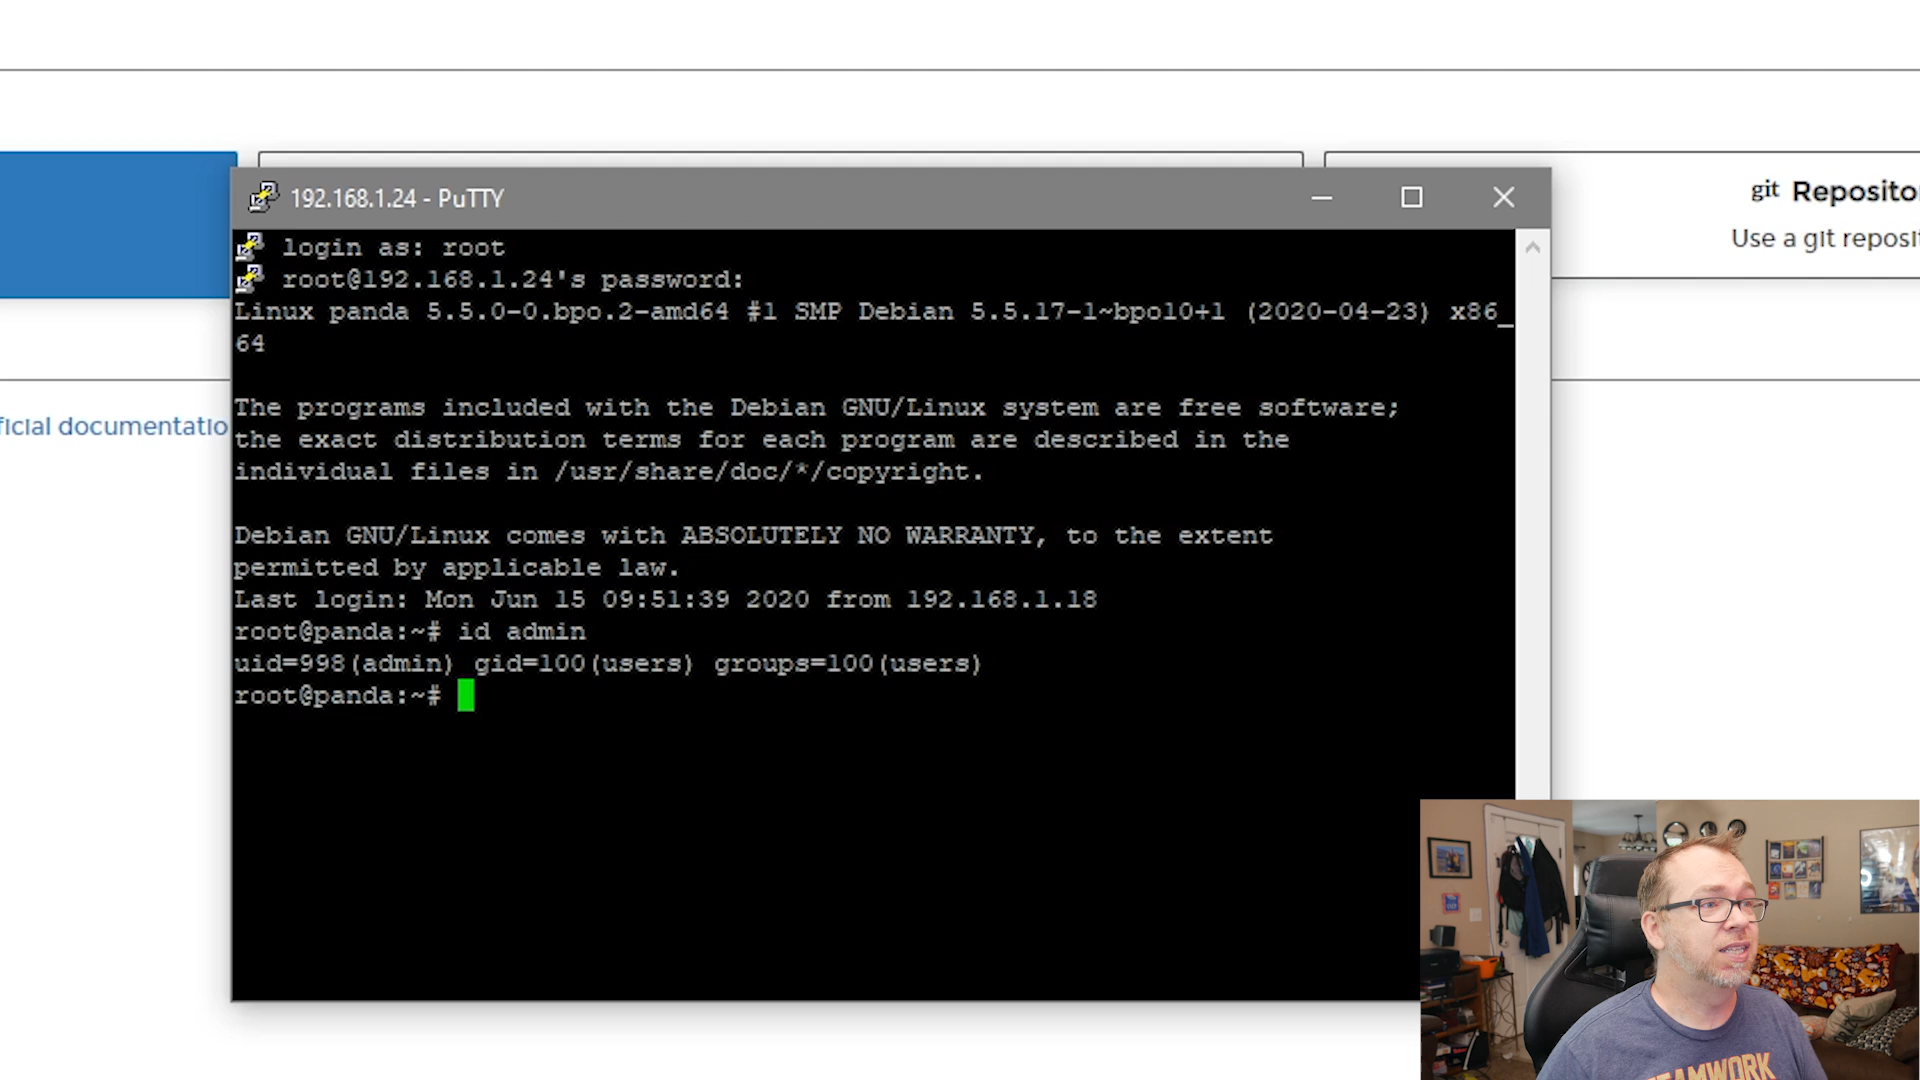 git Reposito
Use a git reposit
192.168.1.24 - PuTTY
login as: root
root@192.168.1.24's password:
Linux panda 5.5.0-0.bpo.2-amd64 #1 SMP Debian 5.5.17-1~bpo10+1 (2020-04-23) x86_
64
The programs included with the Debian GNU/Linux system are free software;
the exact distribution terms for each program are described in the
individual files in /usr/share/doc/*/copyright.
Debian GNU/Linux comes with ABSOLUTELY NO WARRANTY, to the extent
permitted by applicable law.
Last login: Mon Jun 15 09:51:39 2020 from 192.168.1.18
root@panda:~# id admin
uid=998(admin) gid=100(users) groups=100(users)
root@panda:~#
ficial documentatio
TEAMWORK